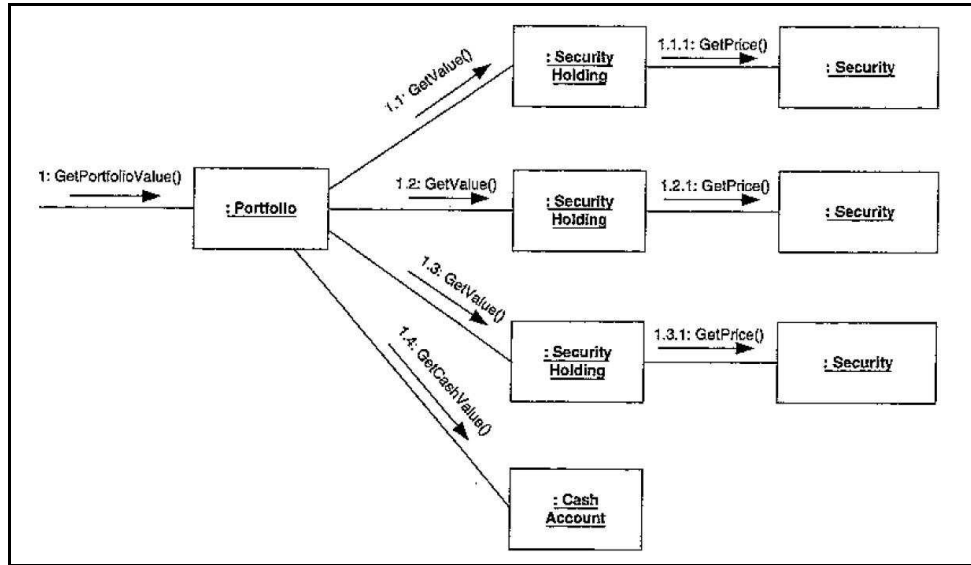 1: GetPortfolioValue()
: Portfolio
1.1: GetValue()
: Security
Holding
1.1.1: GetPrice()
: Security
1.2: GetValue()
: Security
Holding
1.2.1: GetPrice()
: Security
1.3: GetValue()
: Security
Holding
1.3.1: GetPrice()
: Security
1.4: GetCashValue()
: Cash
Account